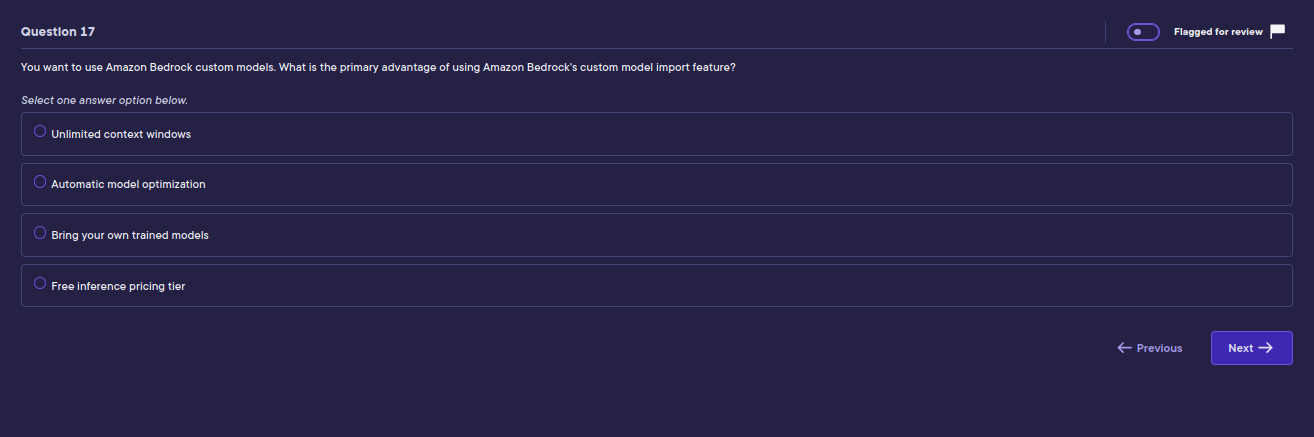 Question 17
Flagged for review
You want to use Amazon Bedrock custom models. What is the primary advantage of using Amazon Bedrock's custom model import feature?
Select one answer option below.
Unlimited context windows
Automatic model optimization
Bring your own trained models
Free inference pricing tier
Previous
Next